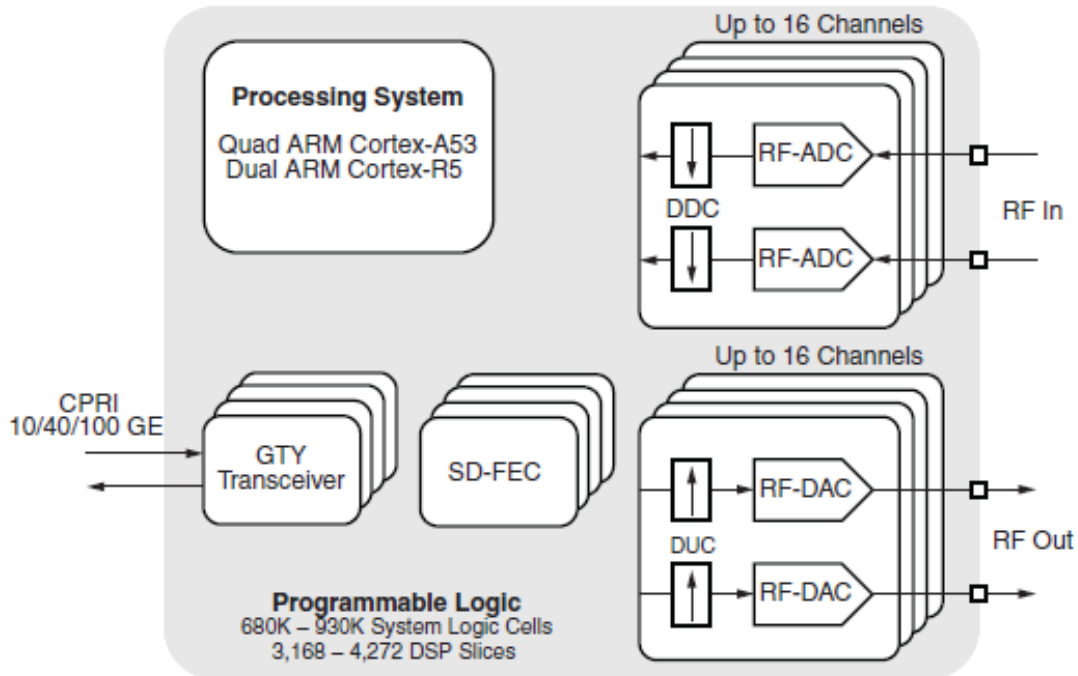 Up to 16 Channels
Processing System
Quad ARM Cortex-A53
Dual ARM Cortex-R5
RF-ADC
DDC
RF In
RF-ADC
Up to 16 Channels
CPRI
10/40/100 GE
GTY
Transceiver
SD-FEC
RF-DAC
DUC
RF Out
RF-DAC
Programmable Logic
680K – 930K System Logic Cells
3,168 – 4,272 DSP Slices